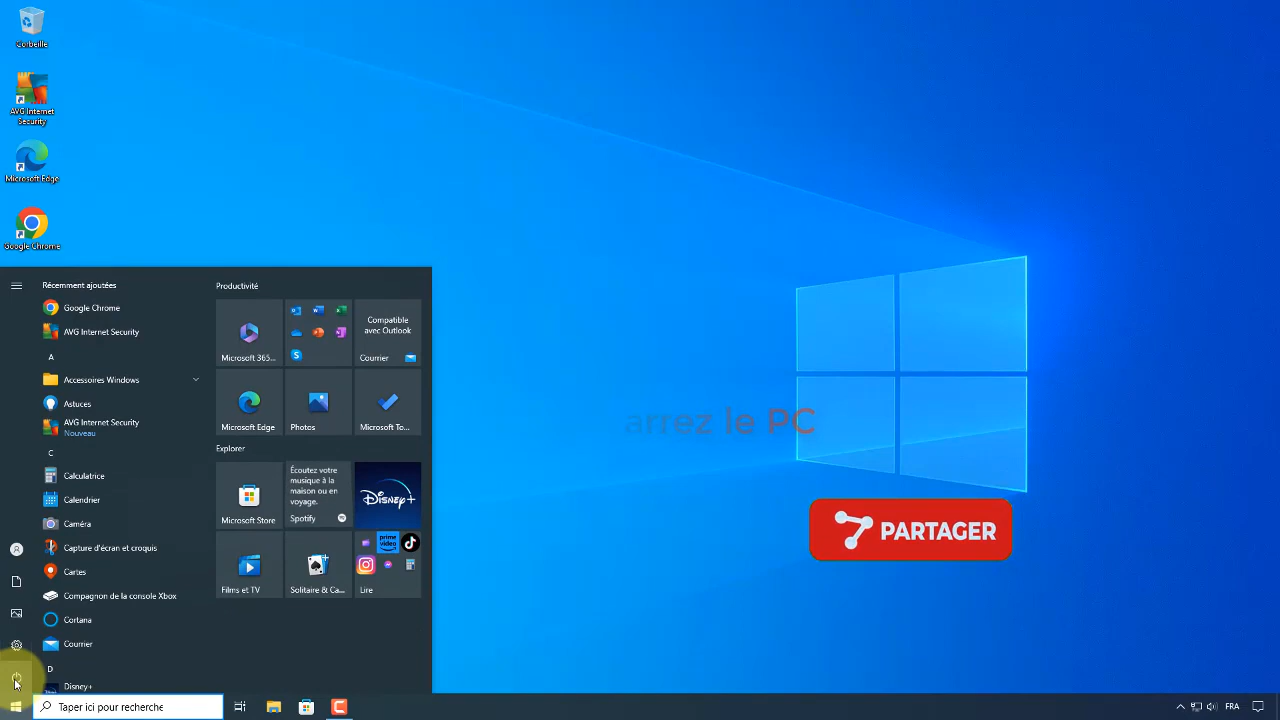 Corbeille
AVG Internet
Security
Microsoft Edge
Google Chrome
Récemment ajoutées
Google Chrome
AVG Internet Security
A
Accessoires Windows
Astuces
AVG Internet Security
Nouveau
C
Calculatrice
Calendrier
Caméra
Capture d'écran et croquis
Cartes
Compagnon de la console Xbox
Cortana
Courrier
D
Disney+
Productivité
Microsoft 365...
Compatible
avec Outlook
Courrier
Microsoft Edge
Photos
Microsoft To...
Explorer
Microsoft Store
Écoutez votre
musique à la
maison ou en
voyage.
Spotify
Disney+
Films et TV
Solitaire & Ca...
prime
video
Lire
arrez le PC
PARTAGER
Taper ici pour recherche
FRA